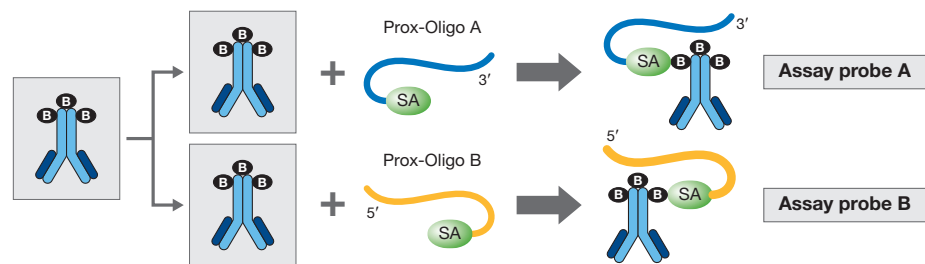 B
B B
B
B B
+
Prox-Oligo A
3′
SA
3′
B
SA B B
Assay probe A
B
B B
+
Prox-Oligo B
5′
SA
5′
B
B B SA
Assay probe B